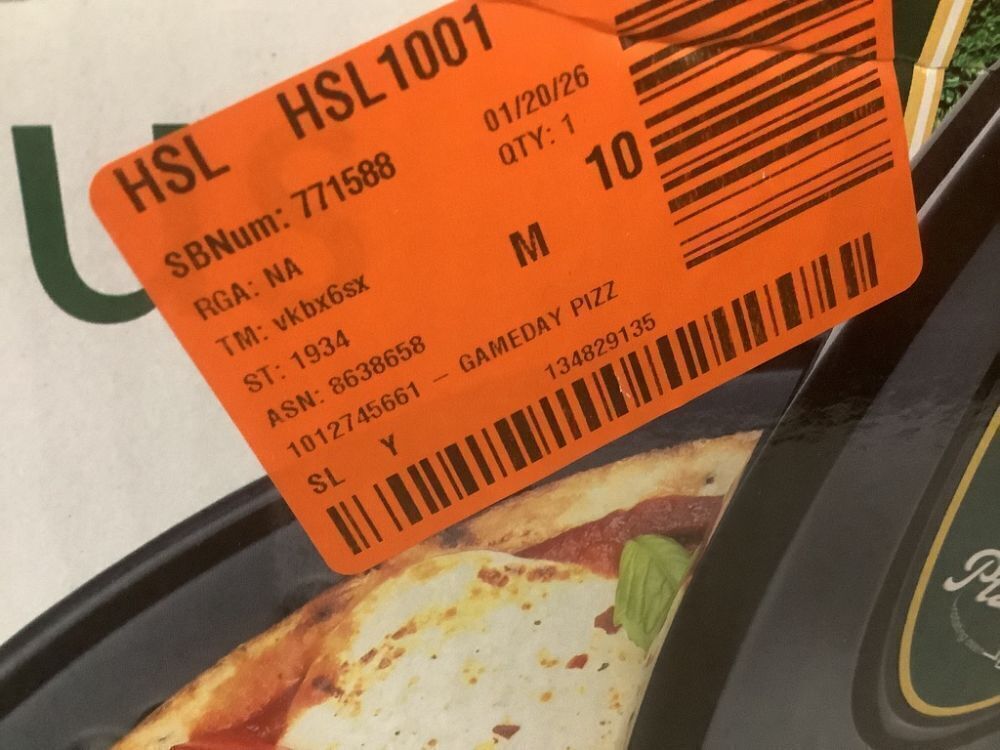 U
HSL HSL1001
SBNum: 771588 01/20/26
RGA: NA QTY: 1
TM: vkbx6sx M 10
ST: 1934
ASN: 8638658
1012745661 – GAMEDAY PIZZ
SL Y 134829135